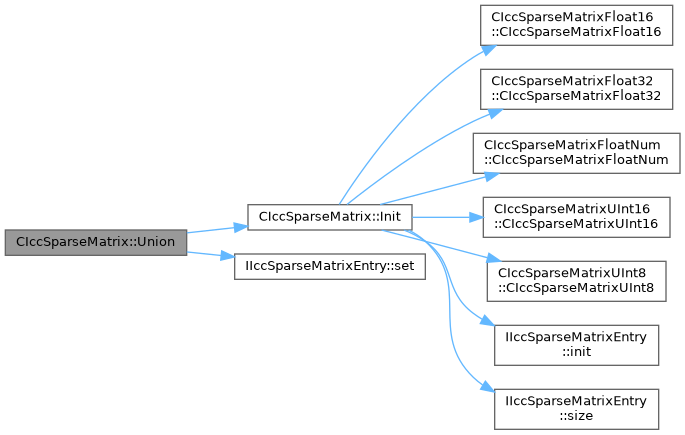 CIccSparseMatrix::Union
CIccSparseMatrix::Init
IIccSparseMatrixEntry::set
CIccSparseMatrixFloat16
::CIccSparseMatrixFloat16
CIccSparseMatrixFloat32
::CIccSparseMatrixFloat32
CIccSparseMatrixFloatNum
::CIccSparseMatrixFloatNum
CIccSparseMatrixUInt16
::CIccSparseMatrixUInt16
CIccSparseMatrixUInt8
::CIccSparseMatrixUInt8
IIccSparseMatrixEntry
::init
IIccSparseMatrixEntry
::size